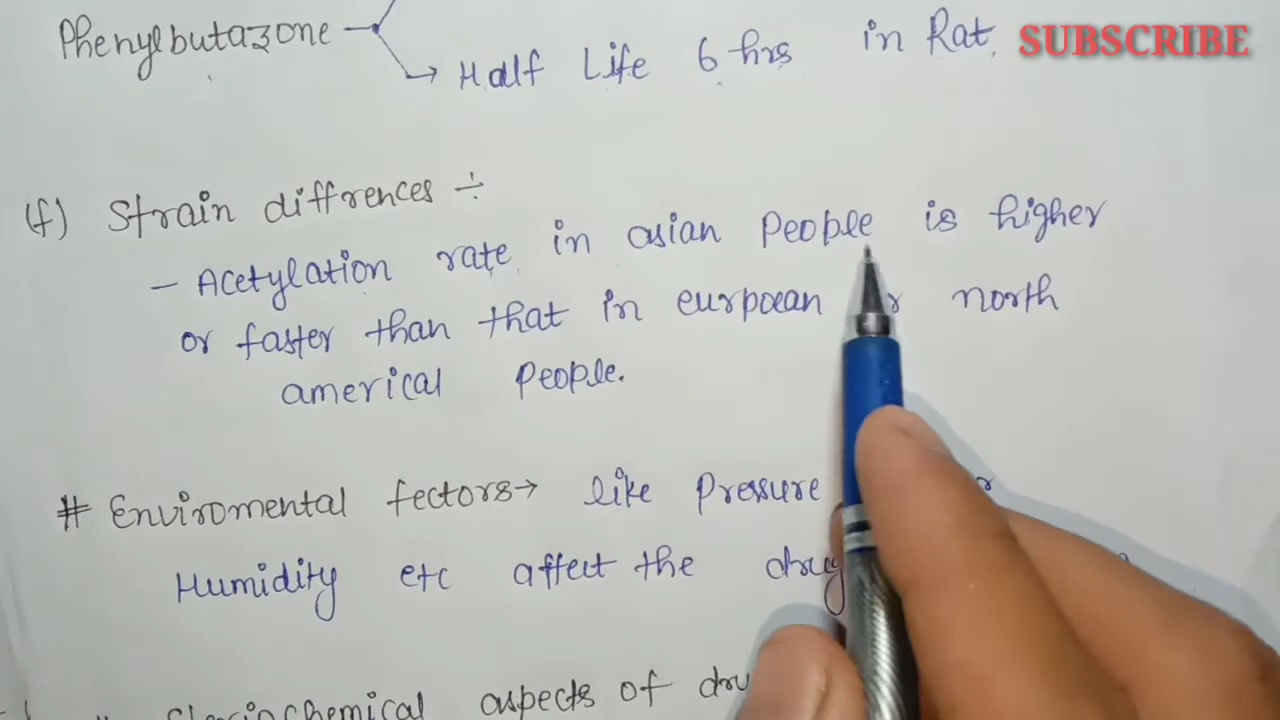 Phenylbutazone
→ Half Life 6 hrs in Rat.
SUBSCRIBE
(f) Strain diffrences ÷
- Acetylation rate in asian People is higher
or faster than that in eurpoean north
americal People.
# Enviromental fectors→ like Pressure
Humidity etc affect the drug
aspects of